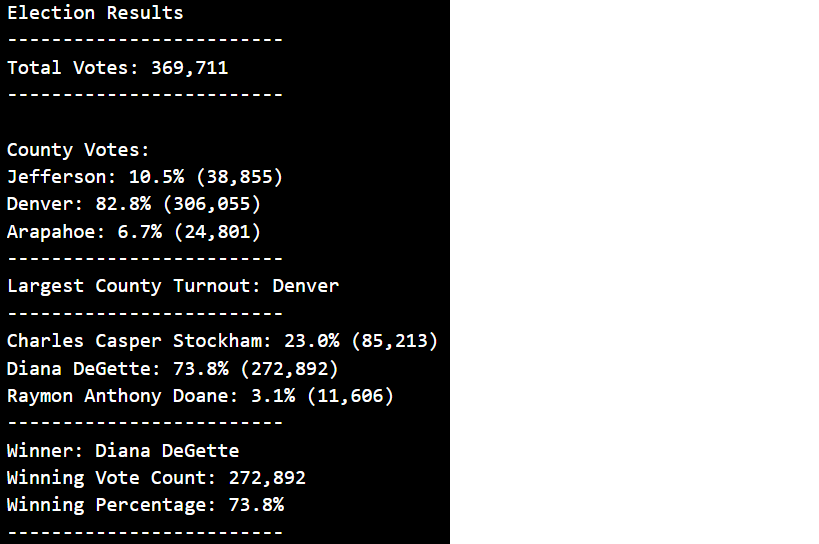 Election Results
-------------------------
Total Votes: 369,711
-------------------------

County Votes:
Jefferson: 10.5% (38,855)
Denver: 82.8% (306,055)
Arapahoe: 6.7% (24,801)
-------------------------
Largest County Turnout: Denver
-------------------------
Charles Casper Stockham: 23.0% (85,213)
Diana DeGette: 73.8% (272,892)
Raymon Anthony Doane: 3.1% (11,606)
-------------------------
Winner: Diana DeGette
Winning Vote Count: 272,892
Winning Percentage: 73.8%
-------------------------